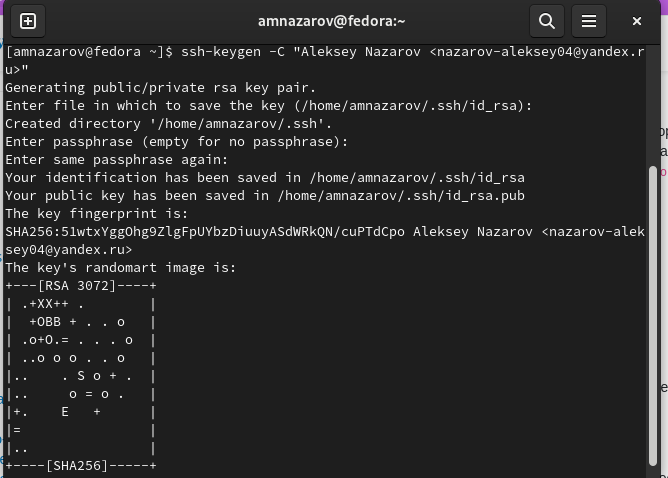 amnazarov@fedora:~
[amnazarov@fedora ~]$ ssh-keygen -C "Aleksey Nazarov <nazarov-aleksey04@yandex.r
u>"
Generating public/private rsa key pair.
Enter file in which to save the key (/home/amnazarov/.ssh/id_rsa):
Created directory '/home/amnazarov/.ssh'.
Enter passphrase (empty for no passphrase):
Enter same passphrase again:
Your identification has been saved in /home/amnazarov/.ssh/id_rsa
Your public key has been saved in /home/amnazarov/.ssh/id_rsa.pub
The key fingerprint is:
SHA256:51wtxYggOhg9ZlgFpUYbzDiuuyASdWRkQN/cuPTdCpo Aleksey Nazarov <nazarov-alek
sey04@yandex.ru>
The key's randomart image is:
+---[RSA 3072]----+
| .+XX++ .        |
|  +OBB + . . o   |
| .o+O.= . . . o  |
| ..o o o . . o   |
|..    . S o + .  |
|..     o = o .   |
|+.    E   +      |
|=                |
|..               |
+----[SHA256]-----+